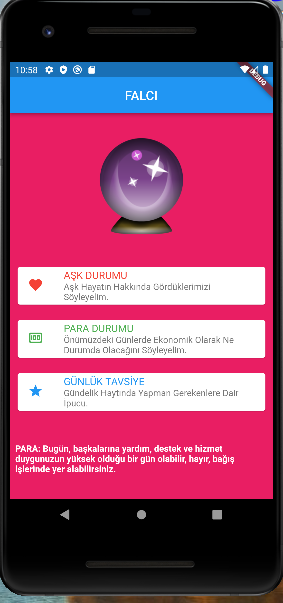 10:58
DEBUG
FALCI
AŞK DURUMU
Aşk Hayatın Hakkında Gördüklerimizi
Söyleyelim.
100
PARA DURUMU
Önümüzdeki Günlerde Ekonomik Olarak Ne
Durumda Olacağını Söyleyelim.
GÜNLÜK TAVSİYE
Gündelik Haytında Yapman Gerekenlere Dair
İpucu.
PARA: Bugün, başkalarına yardım, destek ve hizmet
duygunuzun yüksek olduğu bir gün olabilir, hayır, bağış
işlerinde yer alabilirsiniz.